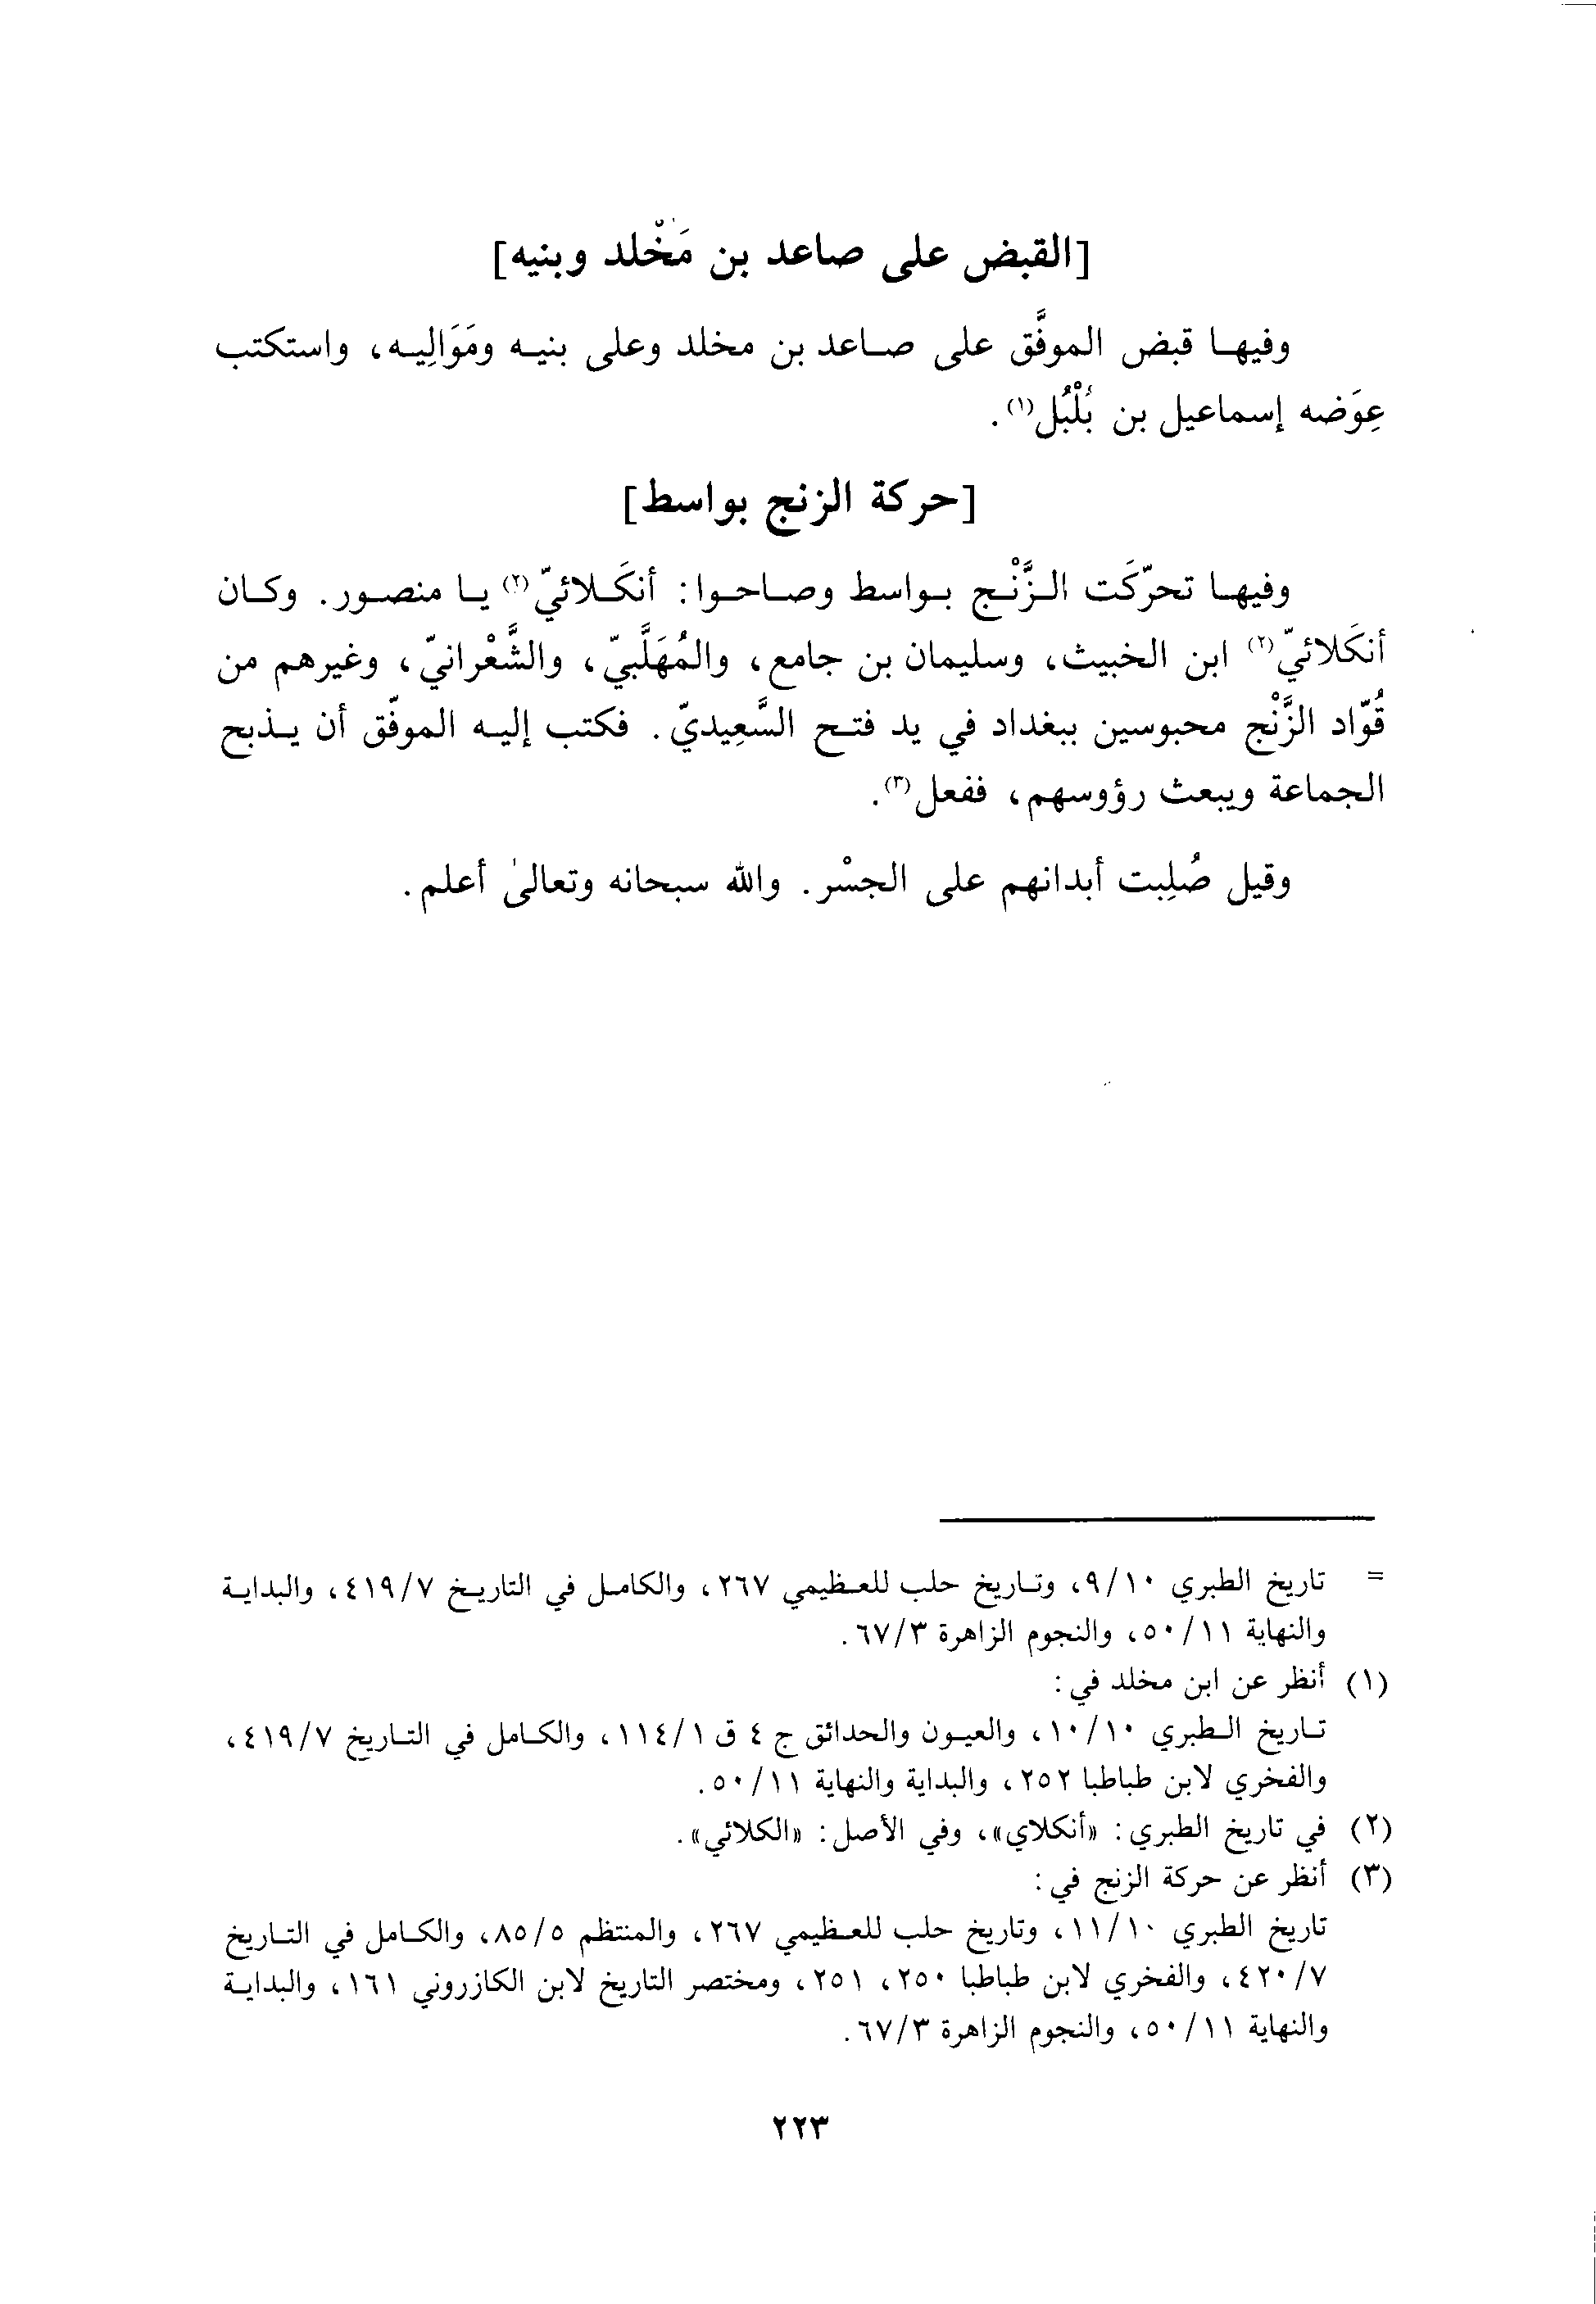 [القبض على صاعد بن مَخْلد وبنيه]
وفيها قبض الموفَّق على صاعد بن مخلد وعلى بنيه ومَوَالِيه، واستكتب
عِوَضه إسماعيل بن بُلْبُل(١).
[حركة الزنج بواسط]
وفيها تحرّكَت الزَّنْج بواسط وصاحوا: أنكَلائيّ(٢) يا منصور. وكان
أنكَلائيّ(٢) ابن الخبيث، وسليمان بن جامع، والمُهَلَّبيّ، والشَّعْرانيّ، وغيرهم من
قُوّاد الزَّنْج محبوسين ببغداد في يد فتح السَّعِيديّ. فكتب إليه الموفّق أن يذبح
الجماعة ويبعث رؤوسهم، ففعل(٣).
وقيل صُلِبت أبدانهم على الجسْر. والله سبحانه وتعالىٰ أعلم.
= تاريخ الطبري ٩/١٠، وتاريخ حلب للعظيمي ٢٦٧، والكامل في التاريخ ٤١٩/٧، والبداية
والنهاية ٥٠/١١، والنجوم الزاهرة ٦٧/٣.
(١) أنظر عن ابن مخلد في:
تاريخ الطبري ١٠/١٠، والعيون والحدائق ج ٤ ق ١١٤/١، والكامل في التاريخ ٤١٩/٧،
والفخري لابن طباطبا ٢٥٢، والبداية والنهاية ٥٠/١١.
(٢) في تاريخ الطبري: «أنكلاي»، وفي الأصل: «الكلائي».
(٣) أنظر عن حركة الزنج في:
تاريخ الطبري ١١/١٠، وتاريخ حلب للعظيمي ٢٦٧، والمنتظم ٨٥/٥، والكامل في التاريخ
٤٢٠/٧، والفخري لابن طباطبا ٢٥٠، ٢٥١، ومختصر التاريخ لابن الكازروني ١٦١، والبداية
والنهاية ٥٠/١١، والنجوم الزاهرة ٦٧/٣.
٢٢٣